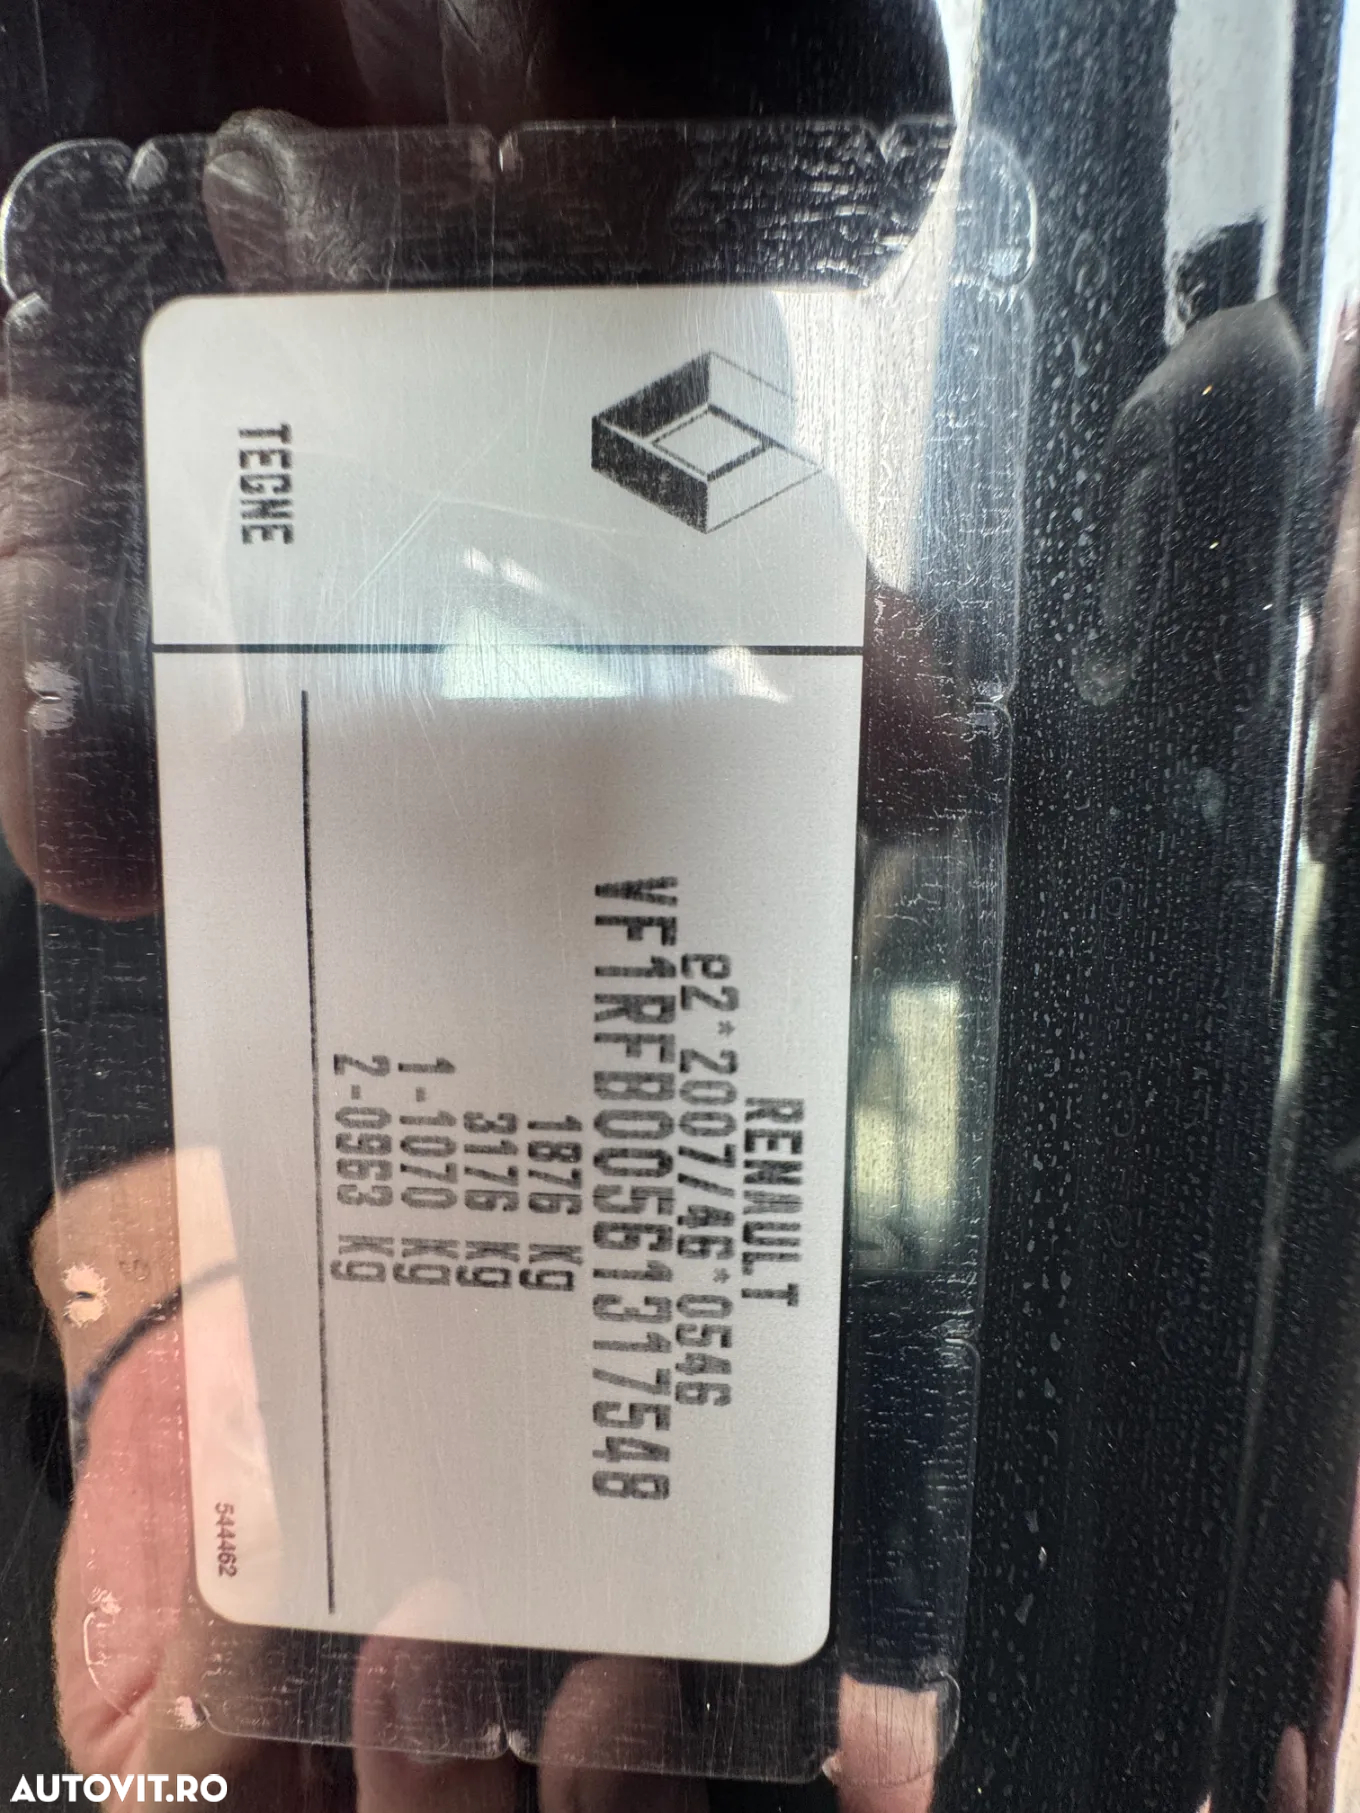 RENAULT
e2*2007/46*0546
VF1RFB00561317548
1876 kg
3176 kg
1-1070 kg
2-0963 kg
TEGNE
544462
AUTOVIT.RO